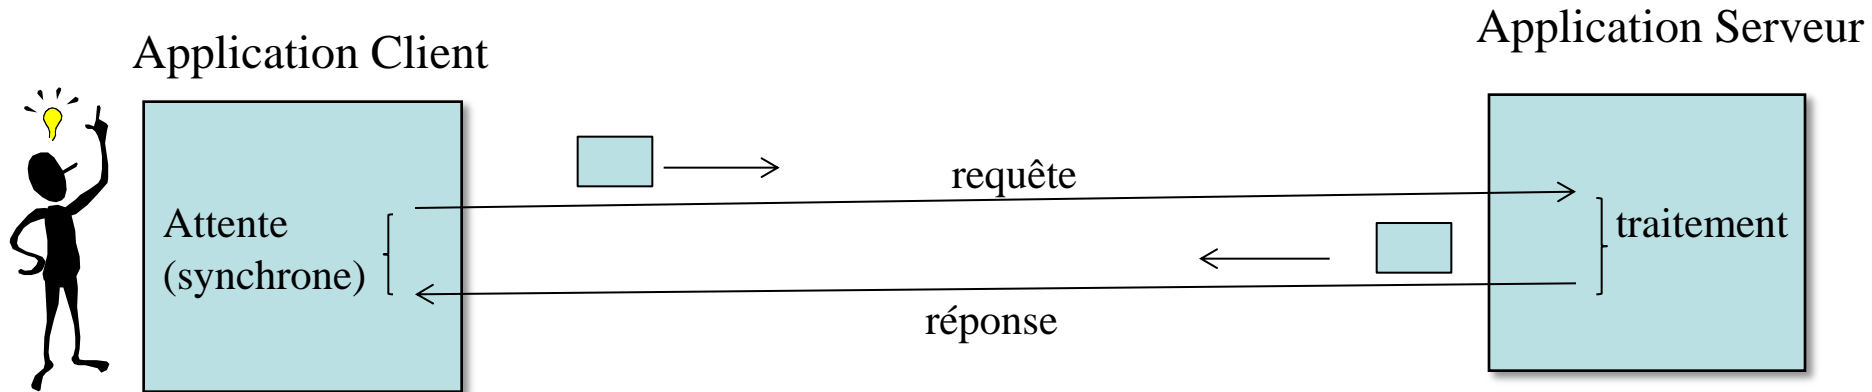 Application Client
Application Serveur
requête
Attente
(synchrone)
traitement
réponse